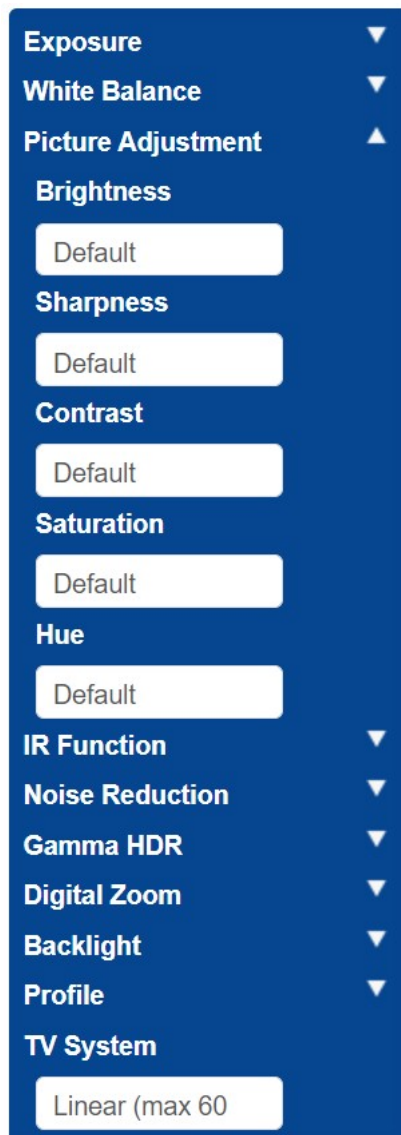 Exposure
White Balance
Picture Adjustment
Brightness
Default
Sharpness
Default
Contrast
Default
Saturation
Default
Hue
Default
IR Function
Noise Reduction
Gamma HDR
Digital Zoom
Backlight
Profile
TV System
Linear (max 60